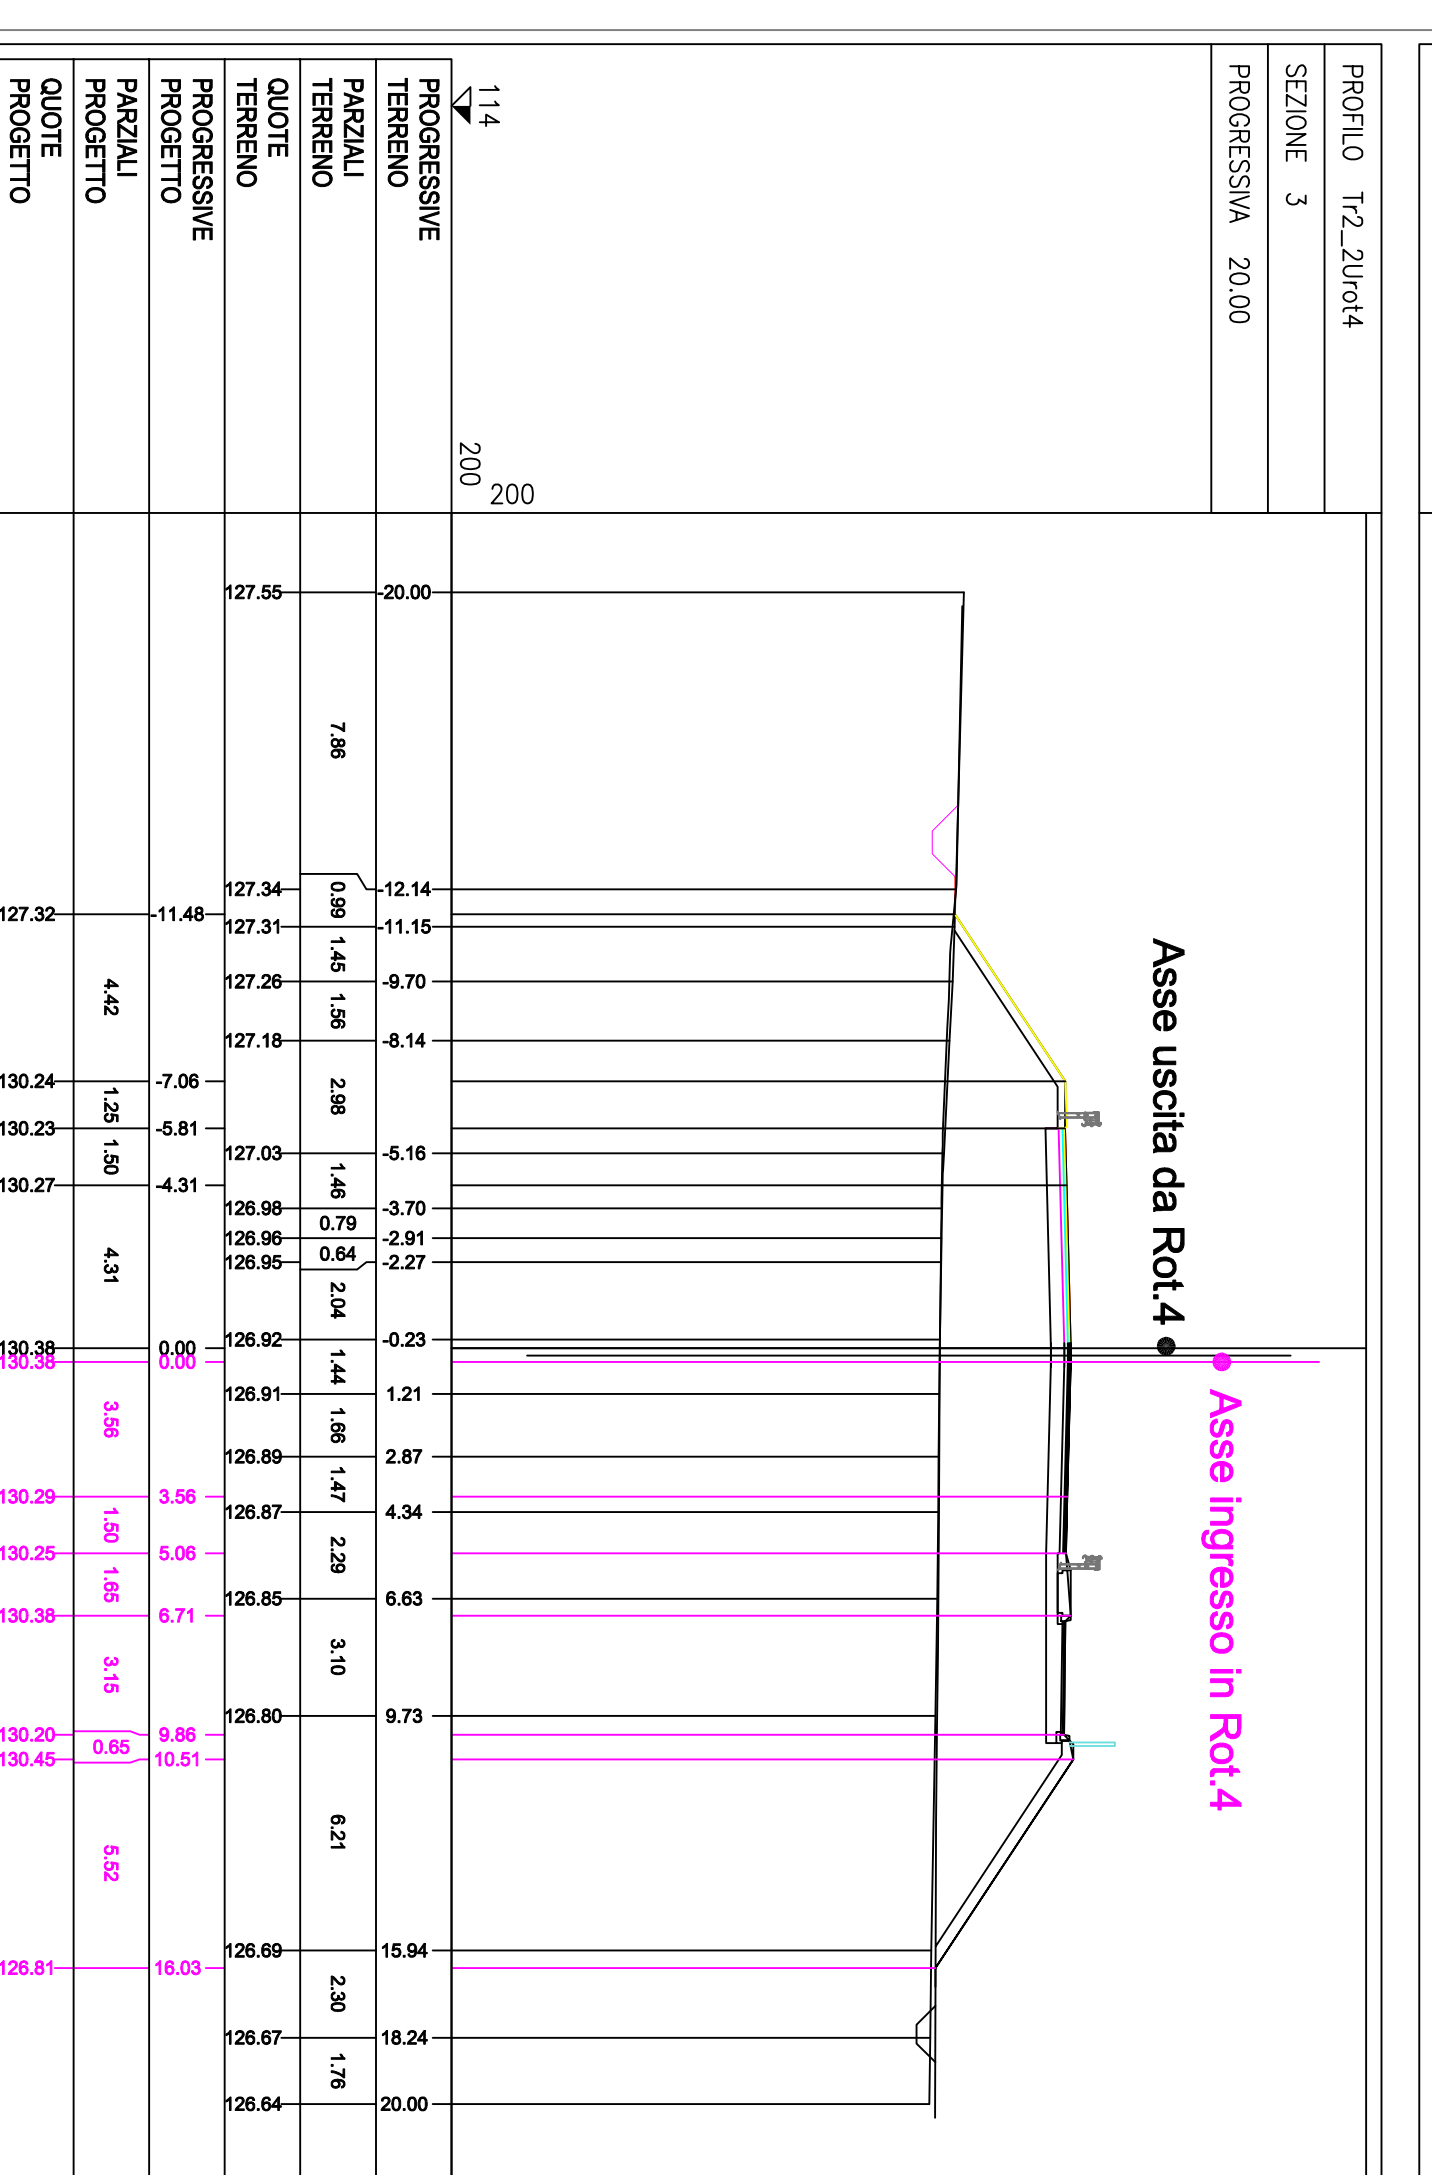 PROFILO Tr2_2Urot4
SEZIONE 3
PROGRESSIVA 20.00
Asse uscita da Rot.4
Asse ingresso in Rot.4
114
200
200
PROGRESSIVE
TERRENO
-20.00 -12.14 -11.15 -9.70 -8.14 -5.16 -3.70 -2.91 -2.27 -0.23 1.21 2.87 4.34 6.63 9.73 15.94 18.24 20.00
PARZIALI
TERRENO
7.86 0.99 1.45 1.56 2.98 1.46 0.79 0.64 2.04 1.44 1.66 1.47 2.29 3.10 6.21 2.30 1.76
QUOTE
TERRENO
127.55 127.34 127.31 127.26 127.18 127.03 126.98 126.96 126.95 126.92 126.91 126.89 126.87 126.85 126.80 126.69 126.67 126.64
PROGRESSIVE
PROGETTO
-11.48 -7.06 -5.81 -4.31 0.00 0.00 3.56 5.06 6.71 9.86 10.51 16.03
PARZIALI
PROGETTO
4.42 1.25 1.50 4.31 3.56 1.50 1.65 3.15 0.65 5.52
QUOTE
PROGETTO
127.32 130.24 130.23 130.27 130.38 130.38 130.29 130.25 130.38 130.20 130.45 126.81